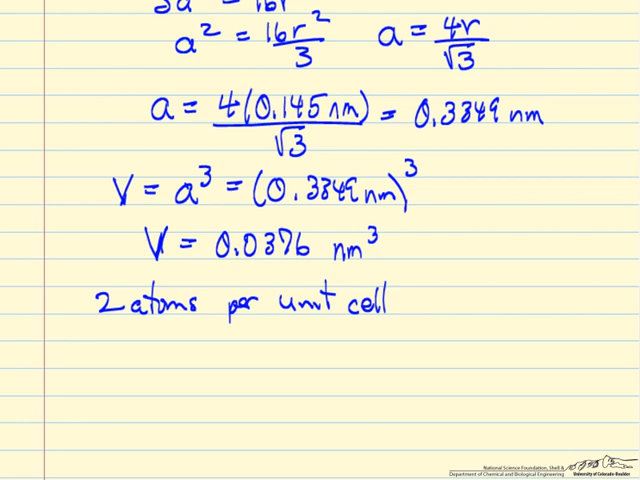 3a² = 16r²
a² = 16r²/3 a = 4r/√3
a = 4(0.145 nm)/√3 = 0.3349 nm
V = a³ = (0.3349 nm)³
V = 0.0376 nm³
2 atoms per unit cell
National Science Foundation, Shell &
Department of Chemical and Biological Engineering
University of Colorado Boulder